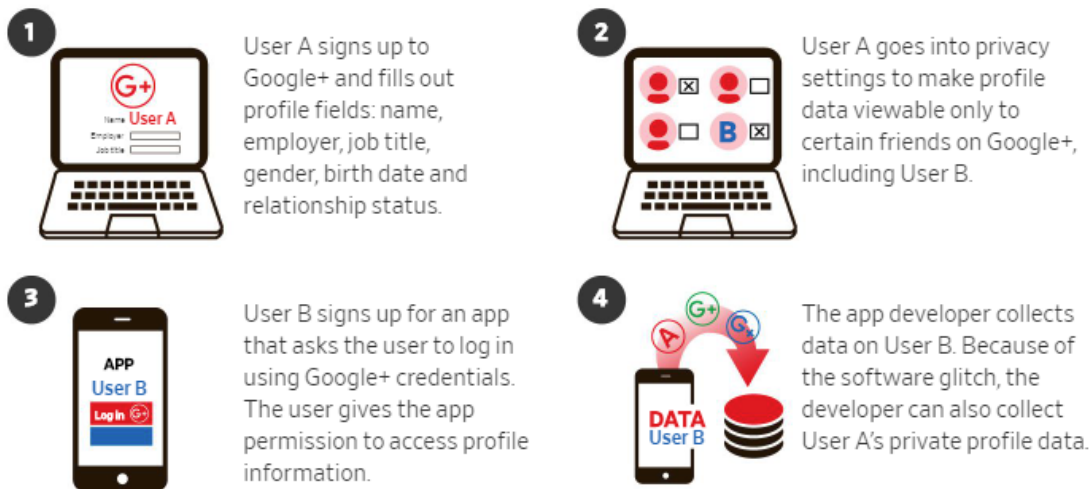 1
G+
Name User A
Employer
Job title
User A signs up to
Google+ and fills out
profile fields: name,
employer, job title,
gender, birth date and
relationship status.
2
B
User A goes into privacy
settings to make profile
data viewable only to
certain friends on Google+,
including User B.
3
APP
User B
Log in G+
User B signs up for an app
that asks the user to log in
using Google+ credentials.
The user gives the app
permission to access profile
information.
4
A
G+
Gx
DATA
User B
The app developer collects
data on User B. Because of
the software glitch, the
developer can also collect
User A's private profile data.